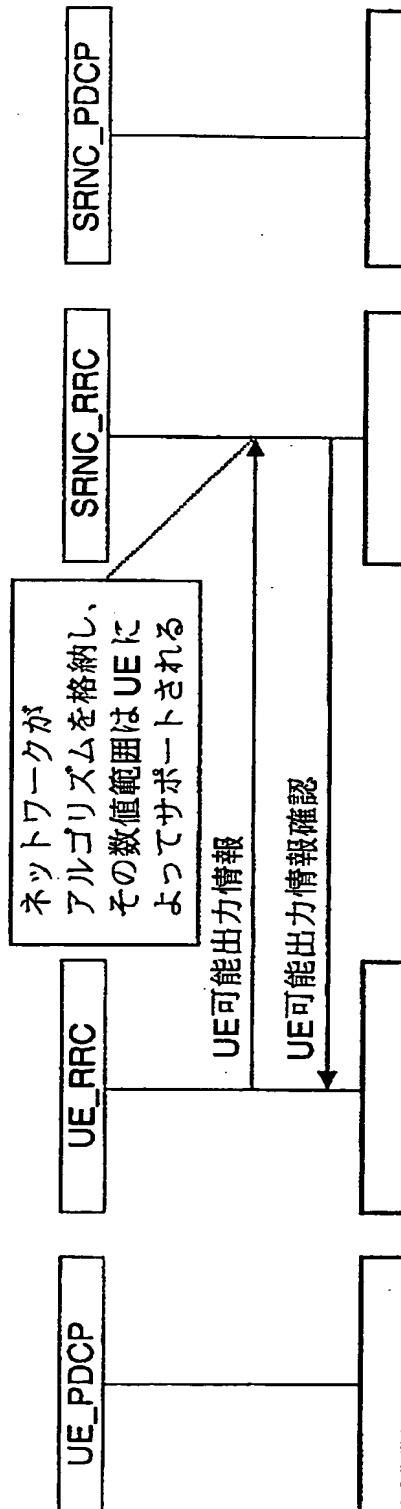 UE_PDCP
UE_RRC
SRNC_RRC
SRNC_PDCP
ネットワークが
アルゴリズムを格納し、
その数値範囲は UE に
よってサポートされる
UE可能出力情報
UE可能出力情報確認